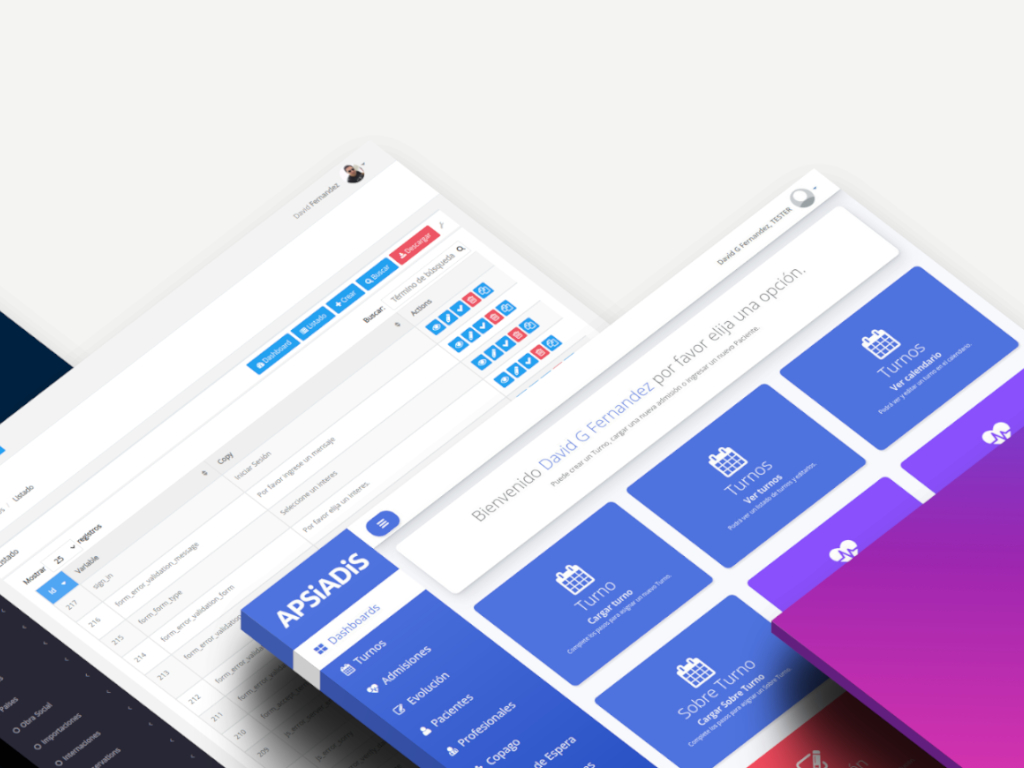 David Fernandez
Dashboard
Listado
Crear
Buscar
Descargar
Buscar:
Término de búsqueda
Listado
Mostrar 25 registros
id
Variable
Copy
Actions
217
sign_in
Iniciar Sesión
216
form_error_validation_message
Por favor ingrese un mensaje
215
form_form_type
Seleccione un interes
214
form_error_validation_form
Por favor elija un interes.
213
212
211
210
209
Países
Obra Social
Importaciones
Internaciones
David G Fernandez, TESTER
Bienvenido David G Fernandez por favor elija una opción.
Puede crear un Turno, cargar una nueva admisión o ingresar un nuevo Paciente.
APSiADiS
Dashboards
Turnos
Admisiones
Evolución
Pacientes
Profesionales
Copago
de Espera
Turno
Cargar turno
Complete los pasos para asignar un nuevo Turno.
Turnos
Ver turnos
Podrá ver un listado de turnos y editarlos.
Turnos
Ver calendario
Podrá ver y editar un turno en el calendario.
Sobre Turno
Cargar Sobre Turno
Complete los pasos para asignar un Sobre Turno.